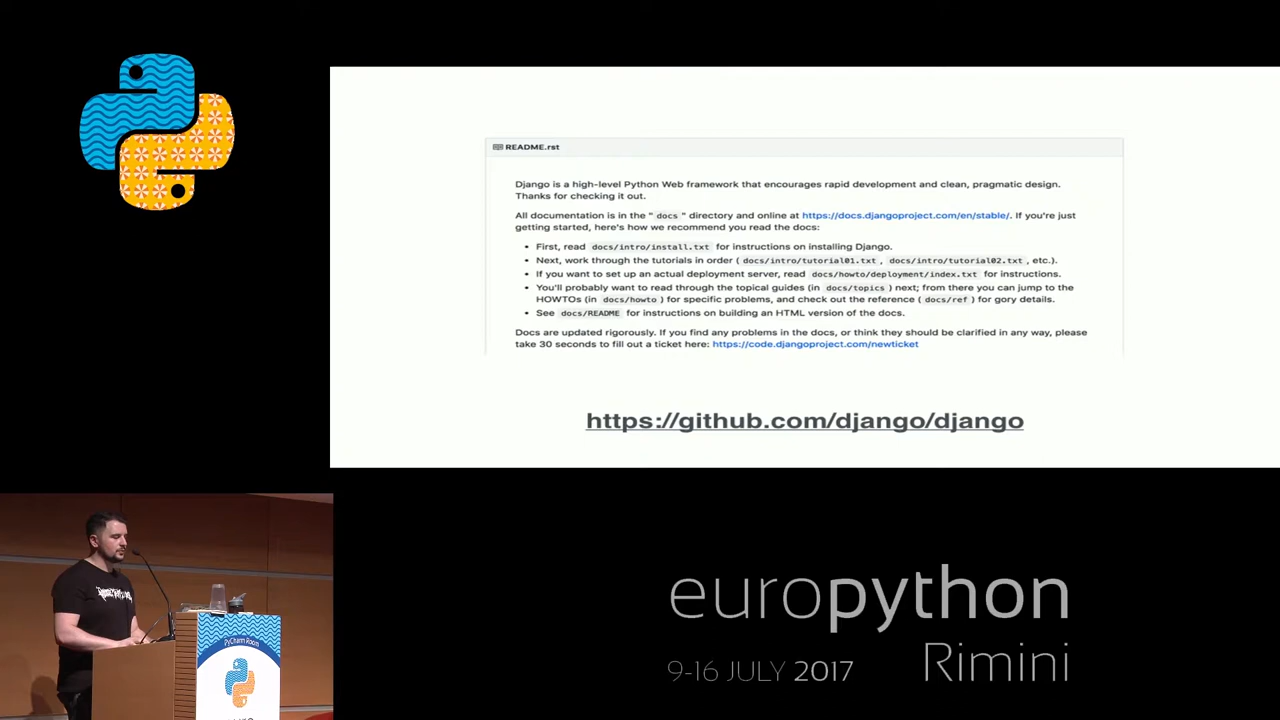 README.rst
Django is a high-level Python Web framework that encourages rapid development and clean, pragmatic design.
Thanks for checking it out.
All documentation is in the " docs " directory and online at https://docs.djangoproject.com/en/stable/. If you're just
getting started, here's how we recommend you read the docs:
• First, read docs/intro/install.txt for instructions on installing Django.
• Next, work through the tutorials in order ( docs/intro/tutorial01.txt , docs/intro/tutorial02.txt , etc.).
• If you want to set up an actual deployment server, read docs/howto/deployment/index.txt for instructions.
• You'll probably want to read through the topical guides (in docs/topics ) next; from there you can jump to the
HOWTOs (in docs/howto ) for specific problems, and check out the reference ( docs/ref ) for gory details.
• See docs/README for instructions on building an HTML version of the docs.
Docs are updated rigorously. If you find any problems in the docs, or think they should be clarified in any way, please
take 30 seconds to fill out a ticket here: https://code.djangoproject.com/newticket
https://github.com/django/django
PyCharm Room
europython
Rimini
9-16 JULY 2017